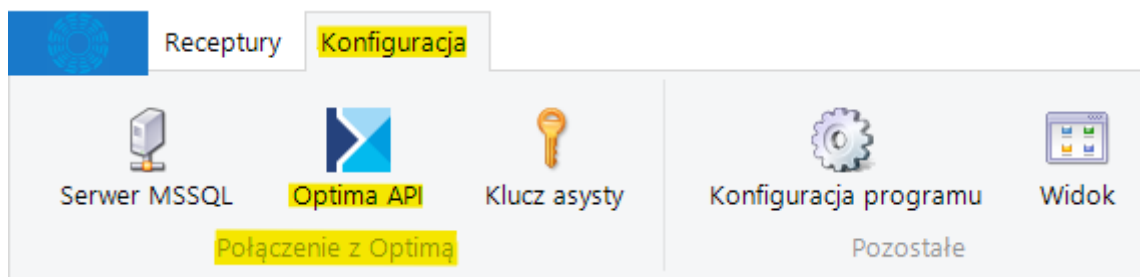 Receptury Konfiguracja
Serwer MSSQL Optima API Klucz asysty Konfiguracja programu Widok
Połączenie z Optimą Pozostałe